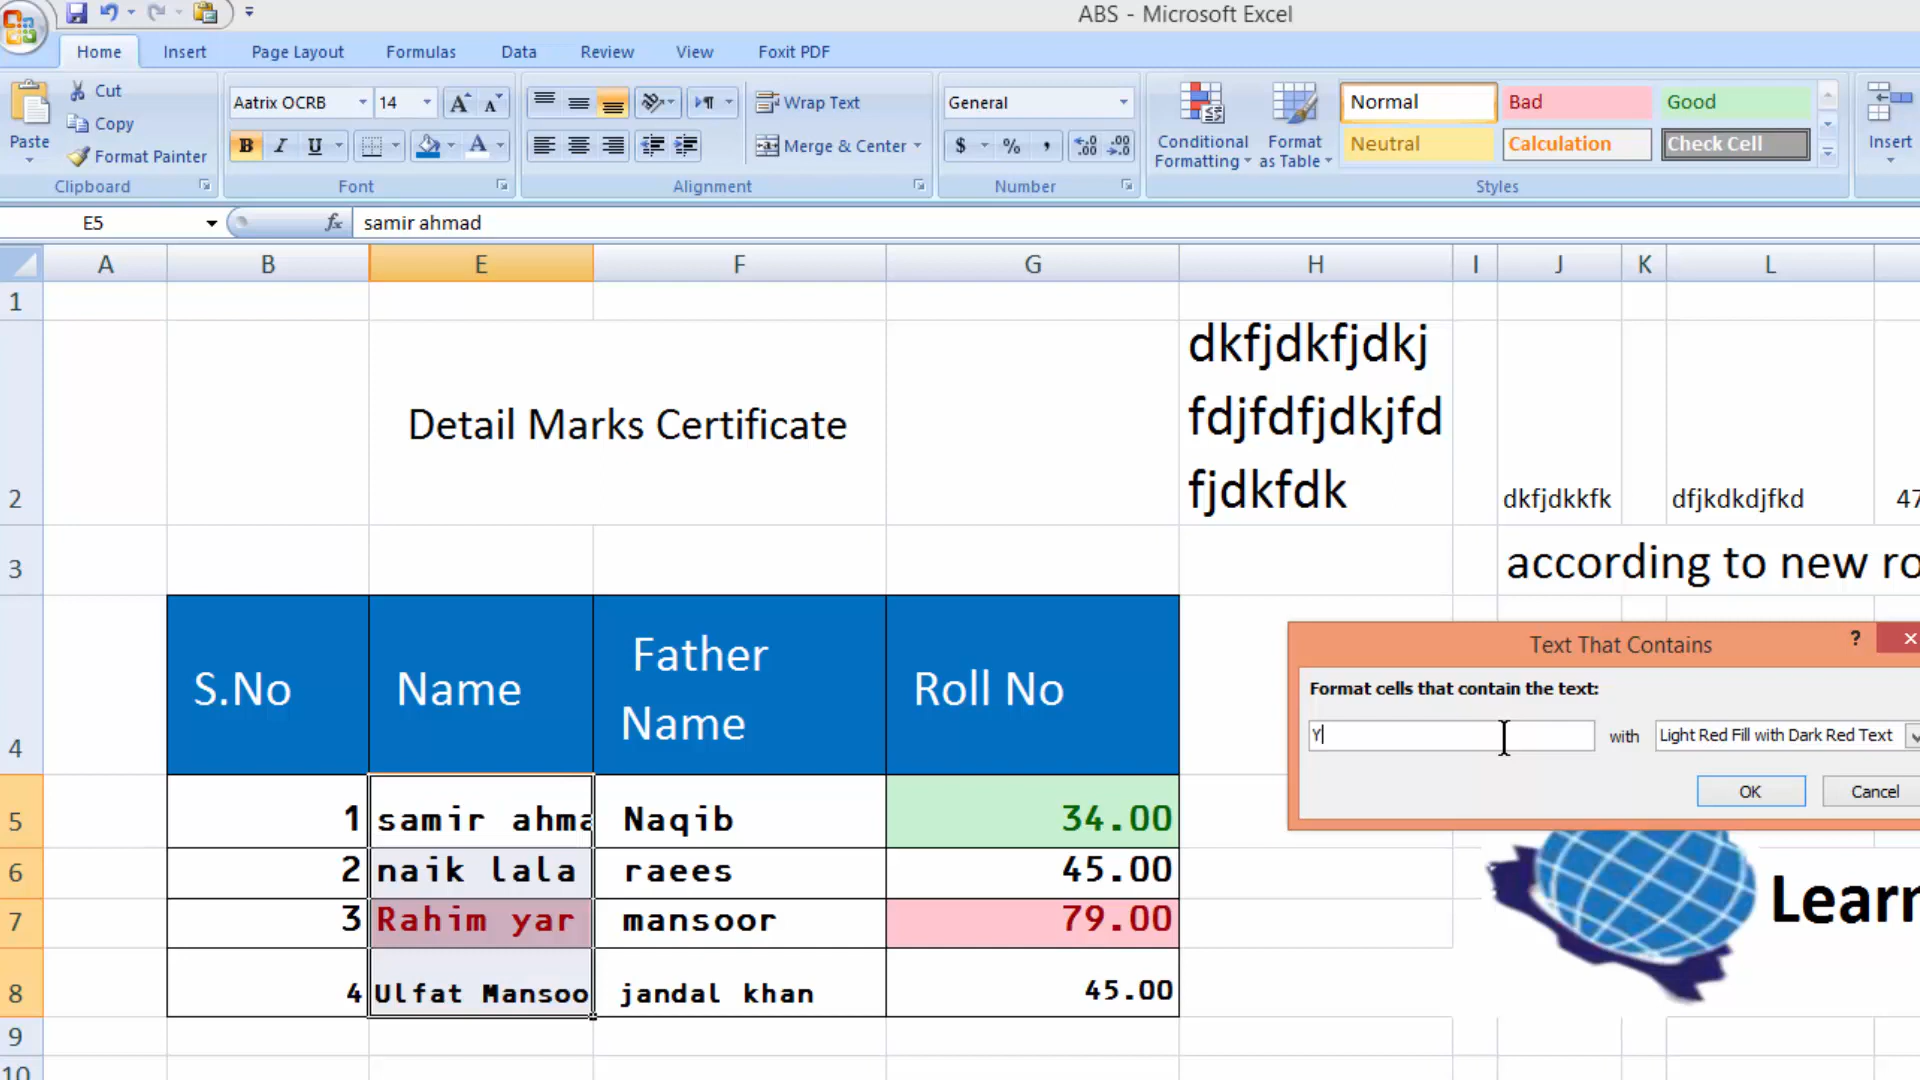 ABS - Microsoft Excel
Home Insert Page Layout Formulas Data Review View Foxit PDF
Paste
Cut
Copy
Format Painter
Clipboard
Aatrix OCRB 14
B I U
Font
Wrap Text
Merge & Center
Alignment
General
$ % ,
Number
Conditional Formatting
Format as Table
Normal Bad Good
Neutral Calculation Check Cell
Styles
Insert
E5 fx samir ahmad
A B E F G H I J K L
1
2 Detail Marks Certificate
dkfjdkfjdkj
fdjfdfjdkjfd
fjdkfdk
dkfjdkkfk dfjkdkdjfkd 47
3 according to new ro
4 S.No Name Father Name Roll No
5 1 samir ahma Naqib 34.00
6 2 naik lala raees 45.00
7 3 Rahim yar mansoor 79.00
8 4 Ulfat Mansoo jandal khan 45.00
9
10
Text That Contains ?
Format cells that contain the text:
Y with Light Red Fill with Dark Red Text
OK Cancel
Learn